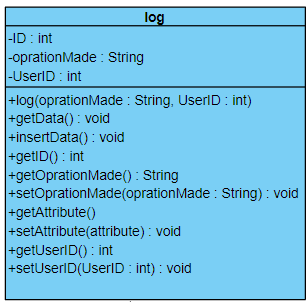 log
-ID : int
-oprationMade : String
-UserID : int
+log(oprationMade : String, UserID : int)
+getData() : void
+insertData() : void
+getID() : int
+getOprationMade() : String
+setOprationMade(oprationMade : String) : void
+getAttribute()
+setAttribute(attribute) : void
+getUserID() : int
+setUserID(UserID : int) : void